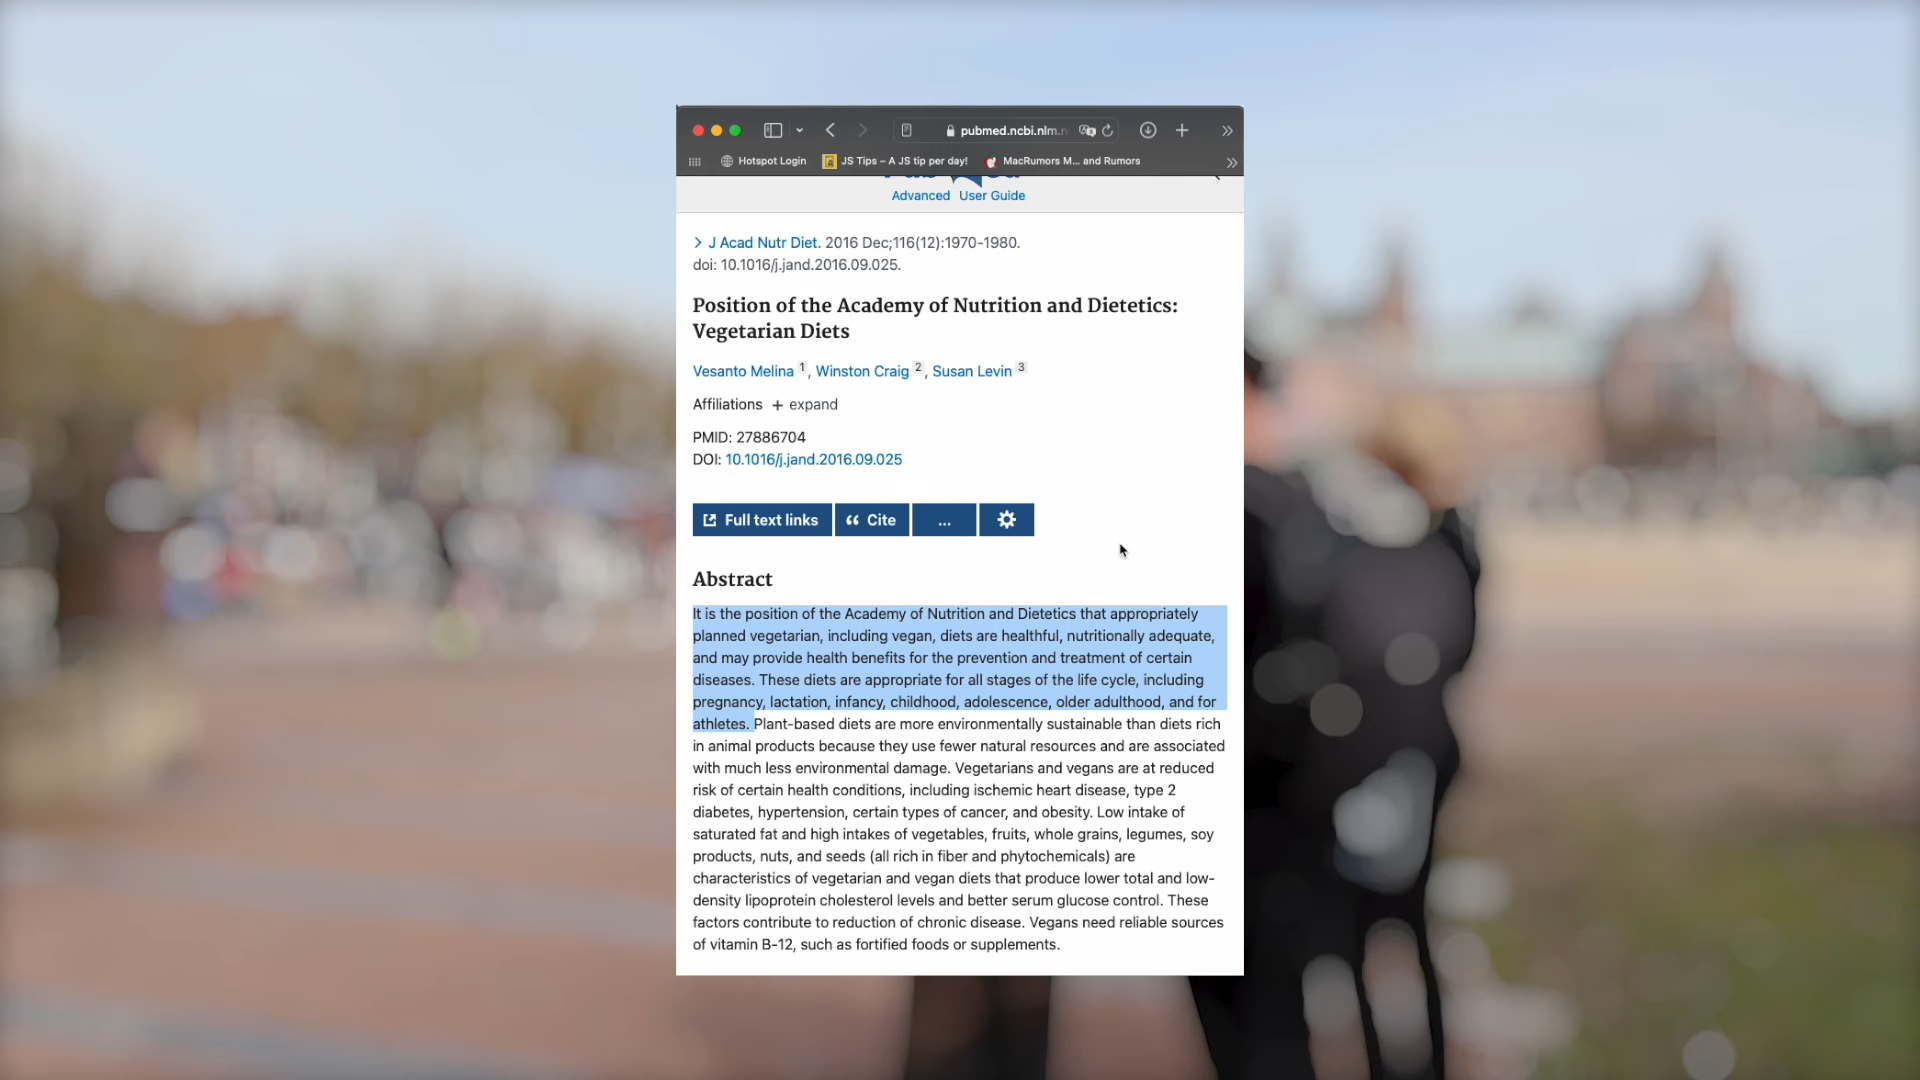 pubmed.ncbi.nlm.n
Hotspot Login
JS Tips – A JS tip per day!
MacRumors M... and Rumors
Advanced User Guide
> J Acad Nutr Diet. 2016 Dec;116(12):1970-1980.
doi: 10.1016/j.jand.2016.09.025.
Position of the Academy of Nutrition and Dietetics:
Vegetarian Diets
Vesanto Melina 1, Winston Craig 2, Susan Levin 3
Affiliations + expand
PMID: 27886704
DOI: 10.1016/j.jand.2016.09.025
Full text links
Cite
...
Abstract
It is the position of the Academy of Nutrition and Dietetics that appropriately
planned vegetarian, including vegan, diets are healthful, nutritionally adequate,
and may provide health benefits for the prevention and treatment of certain
diseases. These diets are appropriate for all stages of the life cycle, including
pregnancy, lactation, infancy, childhood, adolescence, older adulthood, and for
athletes. Plant-based diets are more environmentally sustainable than diets rich
in animal products because they use fewer natural resources and are associated
with much less environmental damage. Vegetarians and vegans are at reduced
risk of certain health conditions, including ischemic heart disease, type 2
diabetes, hypertension, certain types of cancer, and obesity. Low intake of
saturated fat and high intakes of vegetables, fruits, whole grains, legumes, soy
products, nuts, and seeds (all rich in fiber and phytochemicals) are
characteristics of vegetarian and vegan diets that produce lower total and low-
density lipoprotein cholesterol levels and better serum glucose control. These
factors contribute to reduction of chronic disease. Vegans need reliable sources
of vitamin B-12, such as fortified foods or supplements.